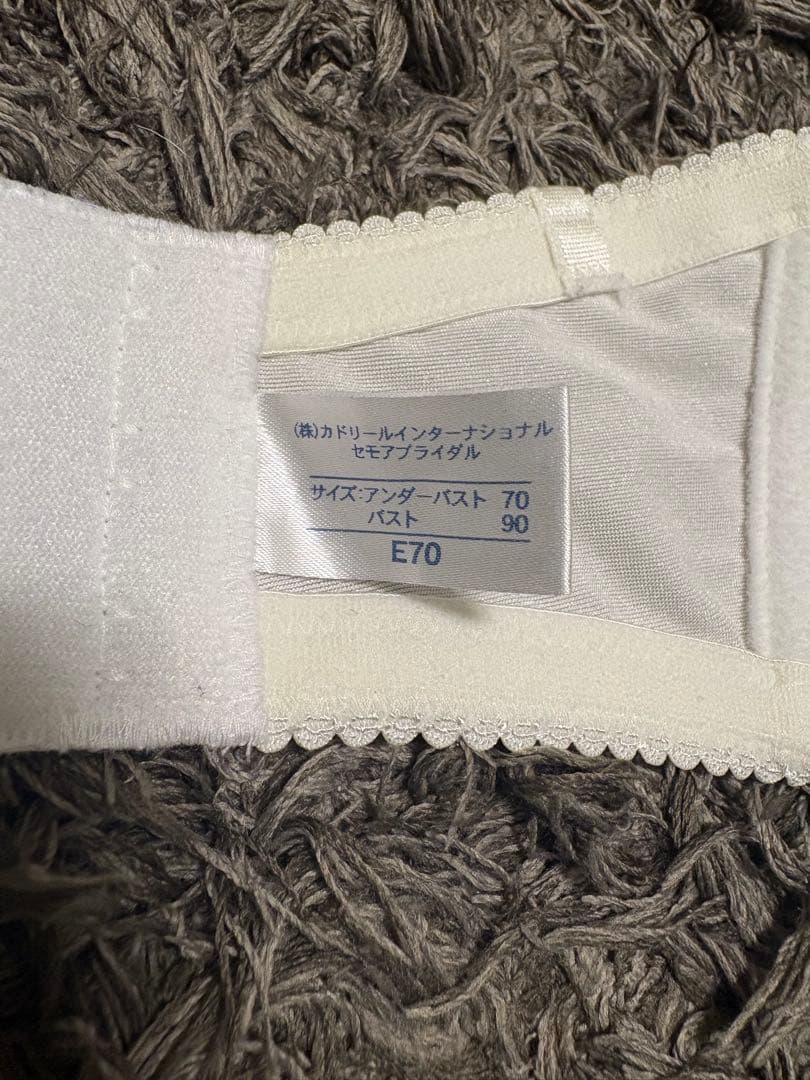 (株)カドリールインターナショナル
セモアブライダル
サイズ:アンダーバスト 70
バスト 90
E70